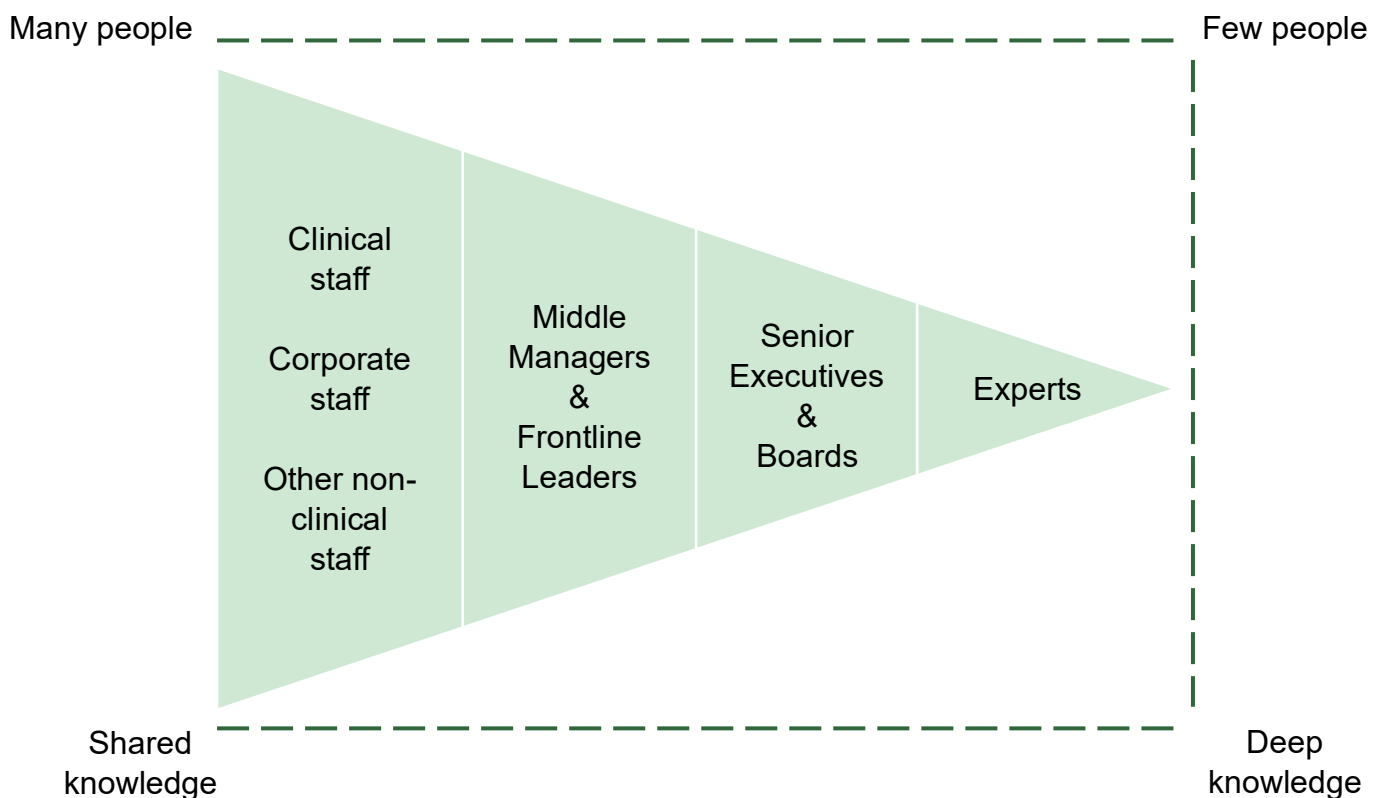 Many people
Few people
Clinical
staff
Corporate
staff
Other non-
clinical
staff
Middle
Managers
&
Frontline
Leaders
Senior
Executives
&
Boards
Experts
Shared
knowledge
Deep
knowledge